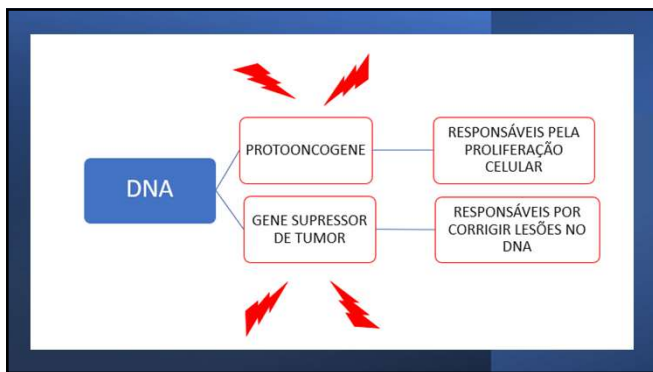 DNA
PROTOONCOGENE
RESPONSÁVEIS PELA
PROLIFERAÇÃO
CELULAR
GENE SUPRESSOR
DE TUMOR
RESPONSÁVEIS POR
CORRIGIR LESÕES NO
DNA